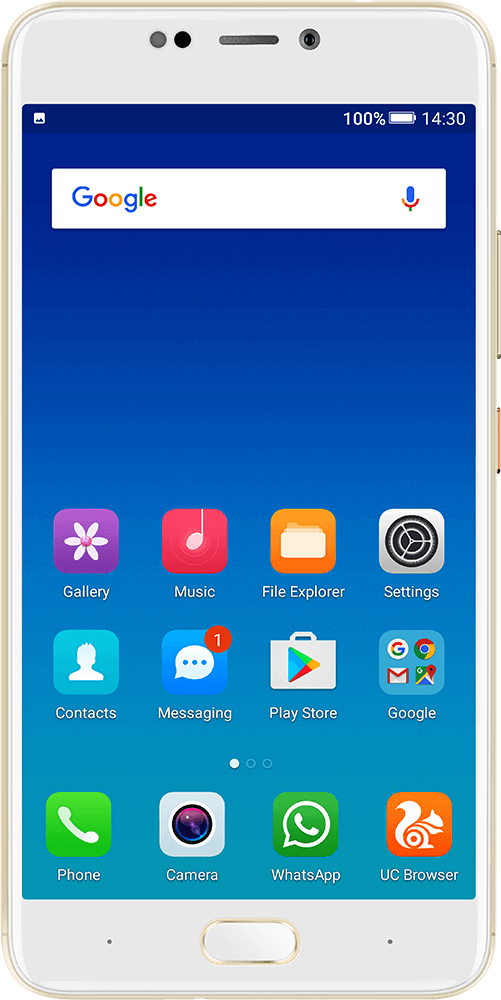 100% 14:30
Google
Gallery Music File Explorer Settings
1
Contacts Messaging Play Store Google
Phone Camera WhatsApp UC Browser